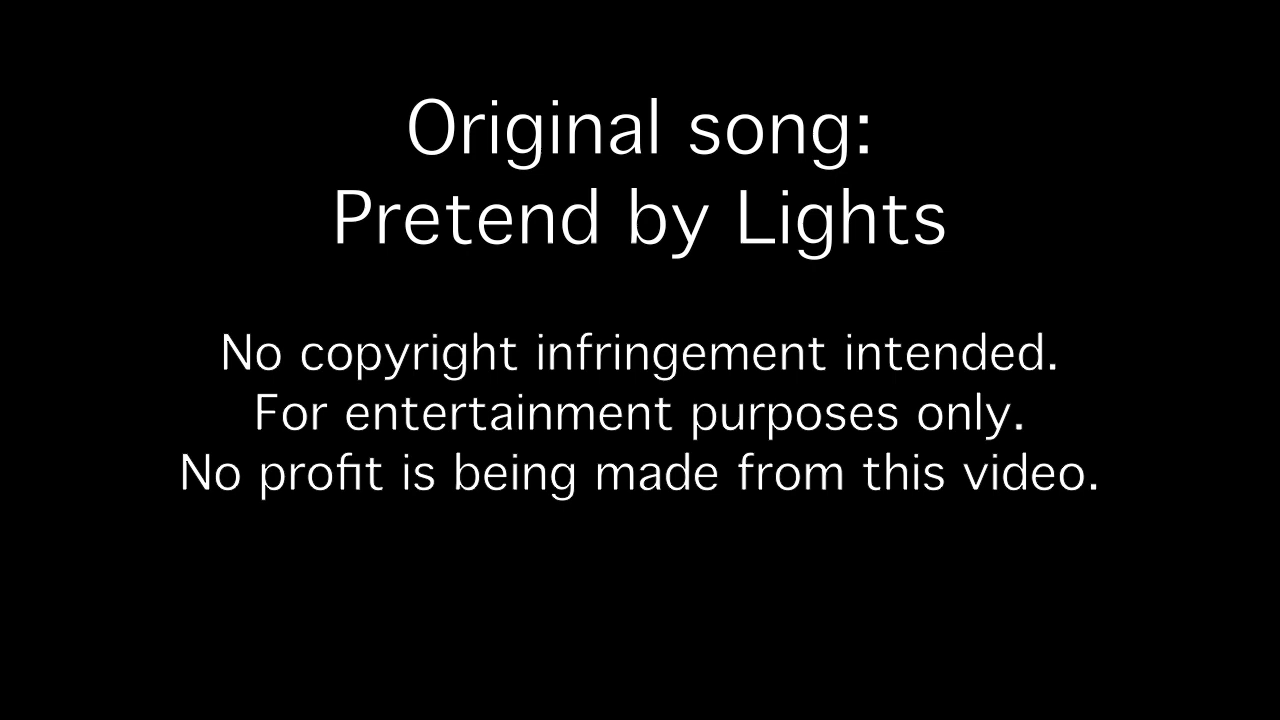 Original song:
Pretend by Lights
No copyright infringement intended.
For entertainment purposes only.
No profit is being made from this video.